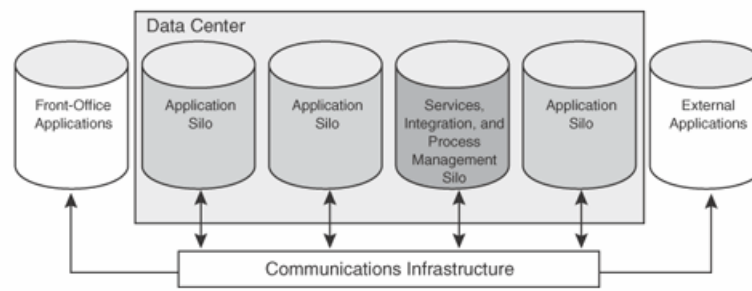 Data Center
Front-Office
Applications
Application
Silo
Application
Silo
Services,
Integration, and
Process
Management
Silo
Application
Silo
External
Applications
Communications Infrastructure